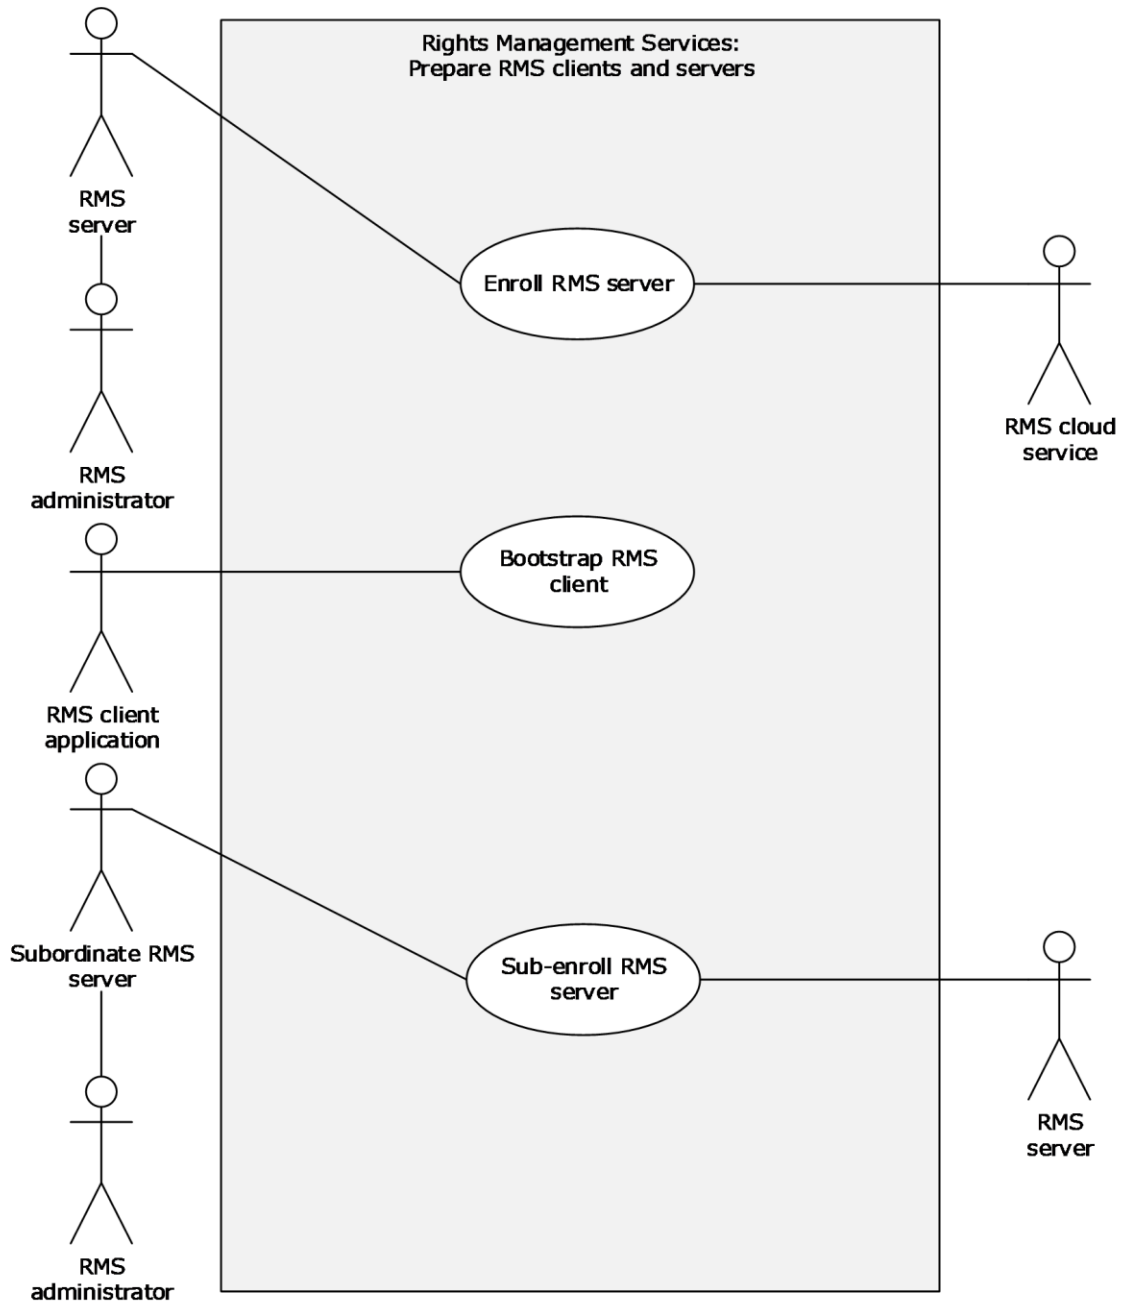 Rights Management Services:
Prepare RMS clients and servers
RMS
server
Enroll RMS server
RMS cloud
service
RMS
administrator
Bootstrap RMS
client
RMS client
application
Subordinate RMS
server
Sub-enroll RMS
server
RMS
server
RMS
administrator